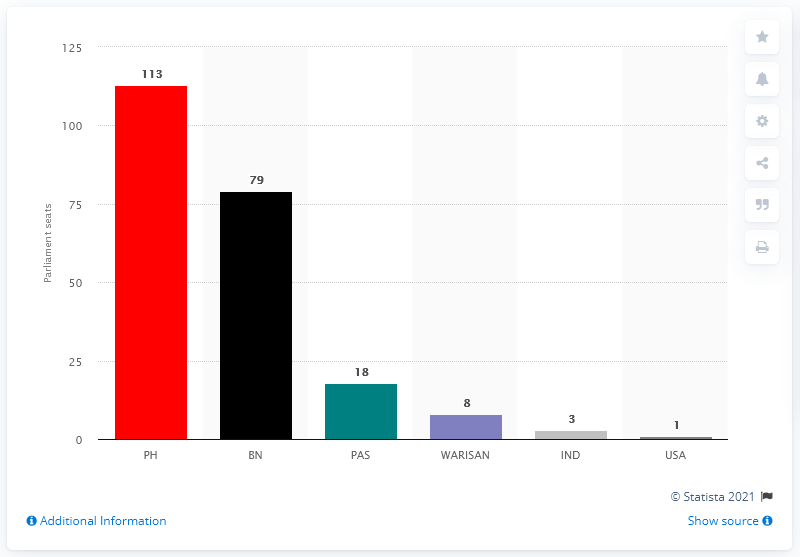 125
100
75
50
25
0
Parliament seats
113
79
18
8
3
1
PH
BN
PAS
WARISAN
IND
USA
© Statista 2021
Additional Information
Show source